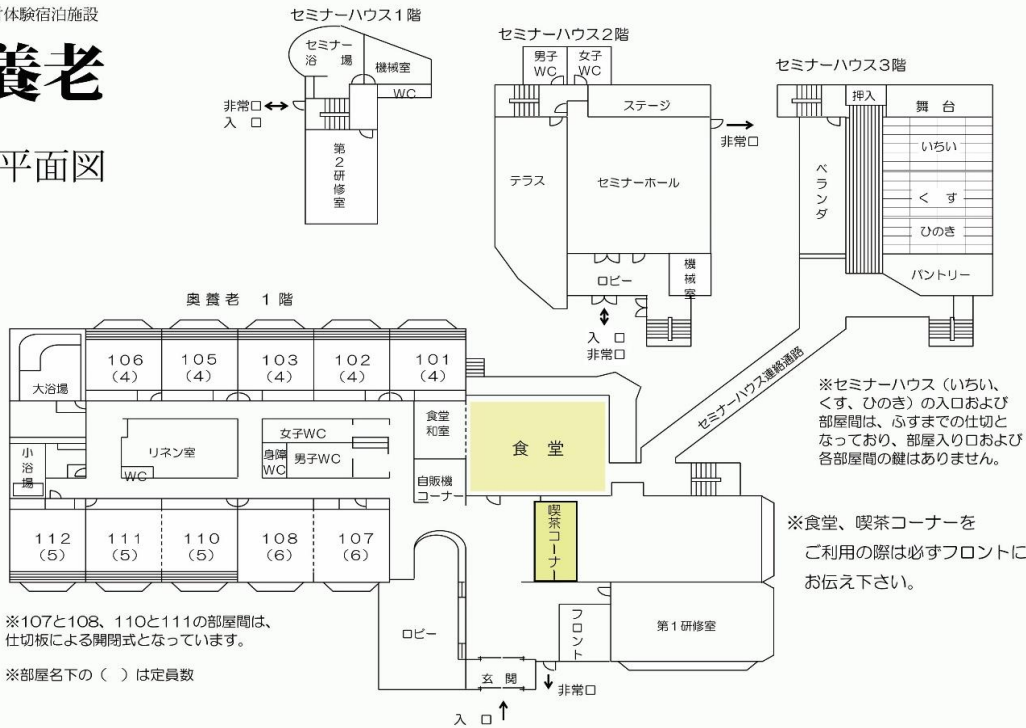 体験宿泊施設
養老
平面図
セミナーハウス1階
セミナー
浴 場
機械室
WC
非常口
入 口
第2研修室
セミナーハウス2階
男子
WC
女子
WC
ステージ
非常口
テラス
セミナーホール
ロビー
機械室
入 口
非常口
セミナーハウス3階
押入
舞 台
いちい
く す
ひのき
ベランダ
パントリー
セミナーハウス連絡通路
※セミナーハウス(いちい、
くす、ひのき)の入口および
部屋間は、ふすまでの仕切と
なっており、部屋入り口および
各部屋間の鍵はありません。
奥養老 1階
大浴場
106
(4)
105
(4)
103
(4)
102
(4)
101
(4)
小浴場
リネン室
WC
女子WC
身障
WC
男子WC
食堂
和室
自販機
コーナー
食 堂
喫茶コーナー
112
(5)
111
(5)
110
(5)
108
(6)
107
(6)
※食堂、喫茶コーナーを
ご利用の際は必ずフロントに
お伝え下さい。
ロビー
フロント
第1研修室
玄 関
非常口
入 口
※107と108、110と111の部屋間は、
仕切板による開閉式となっています。
※部屋名下の( )は定員数